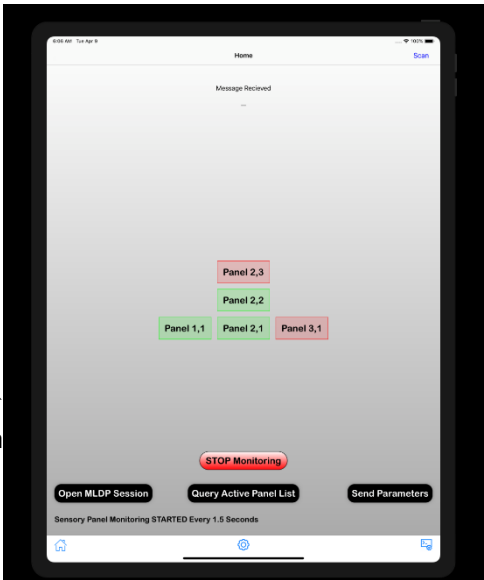 6:06 AM Tue Apr 9 100%
Home Scan
Message Recieved
...
Panel 2,3
Panel 2,2
Panel 1,1 Panel 2,1 Panel 3,1
STOP Monitoring
Open MLDP Session Query Active Panel List Send Parameters
Sensory Panel Monitoring STARTED Every 1.5 Seconds